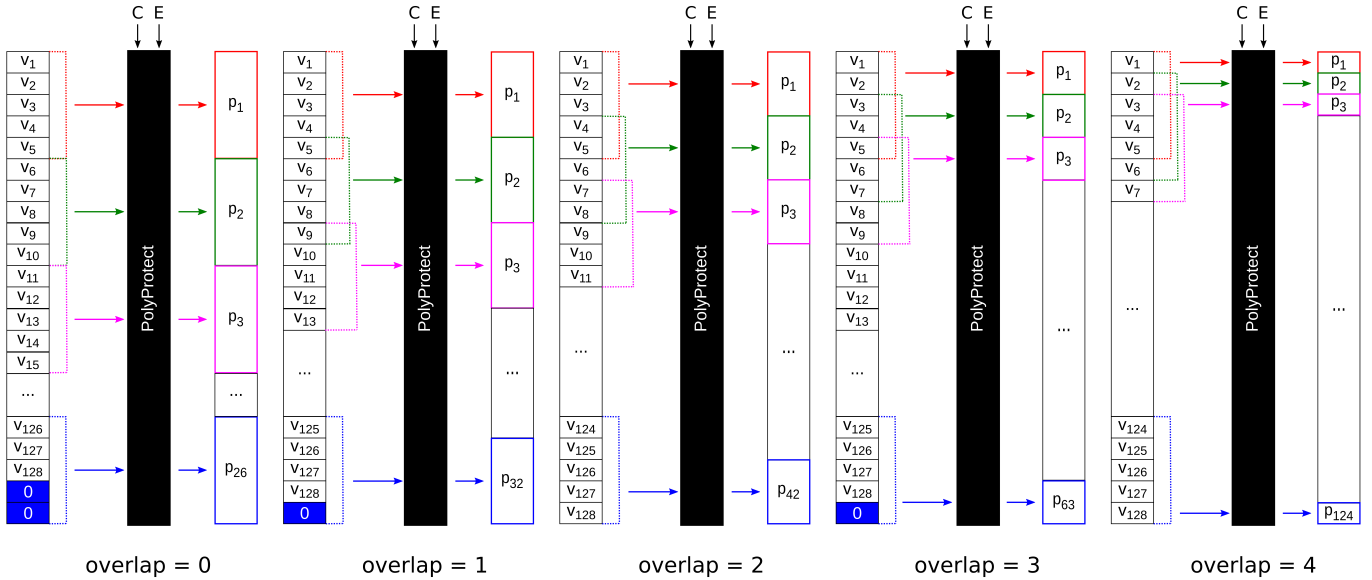 C E
v1
v2
v3
v4
v5
v6
v7
v8
v9
v10
v11
v12
v13
v14
v15
...
v126
v127
v128
0
0
PolyProtect
p1
p2
p3
...
p26
overlap = 0
C E
v1
v2
v3
v4
v5
v6
v7
v8
v9
v10
v11
v12
v13
...
v125
v126
v127
v128
0
PolyProtect
p1
p2
p3
...
p32
overlap = 1
C E
v1
v2
v3
v4
v5
v6
v7
v8
v9
v10
v11
...
v124
v125
v126
v127
v128
PolyProtect
p1
p2
p3
...
p42
overlap = 2
C E
v1
v2
v3
v4
v5
v6
v7
v8
v9
v10
v11
v12
v13
...
v125
v126
v127
v128
0
PolyProtect
p1
p2
p3
...
p63
overlap = 3
C E
v1
v2
v3
v4
v5
v6
v7
...
v124
v125
v126
v127
v128
PolyProtect
p1
p2
p3
...
p124
overlap = 4